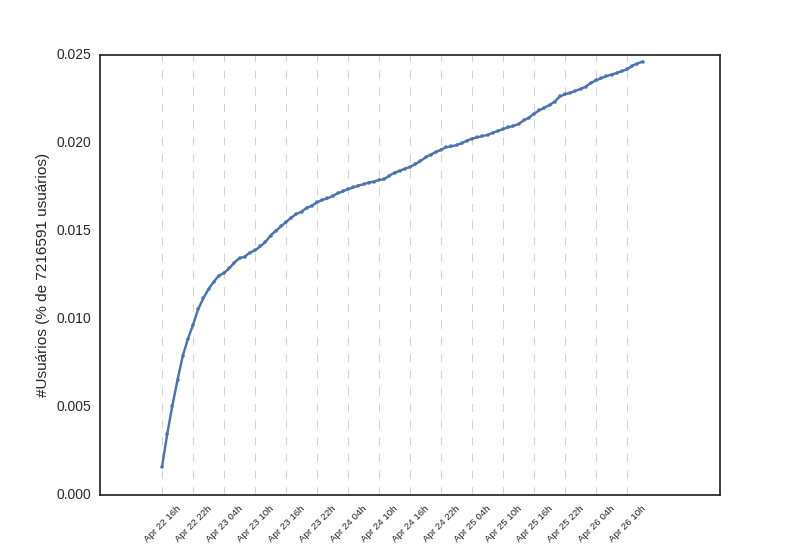 0.025
0.020
0.015
0.010
0.005
0.000
#Usuários (% de 7216591 usuários)
Apr 22 16h
Apr 22 22h
Apr 23 04h
Apr 23 10h
Apr 23 16h
Apr 23 22h
Apr 24 04h
Apr 24 10h
Apr 24 16h
Apr 24 22h
Apr 25 04h
Apr 25 10h
Apr 25 16h
Apr 25 22h
Apr 26 04h
Apr 26 10h